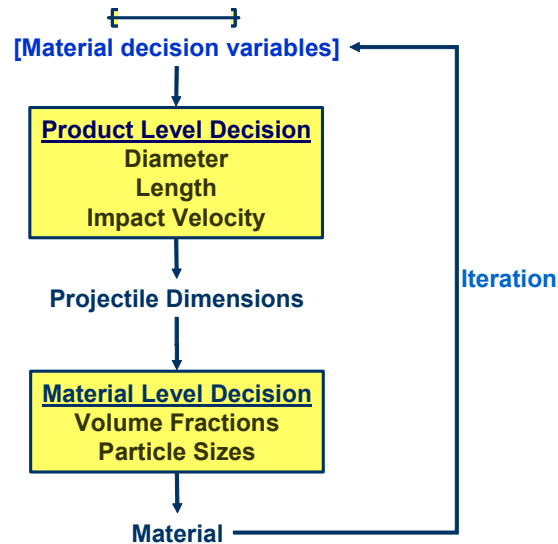 [Material decision variables]
Product Level Decision
Diameter
Length
Impact Velocity
Iteration
Projectile Dimensions
Material Level Decision
Volume Fractions
Particle Sizes
Material